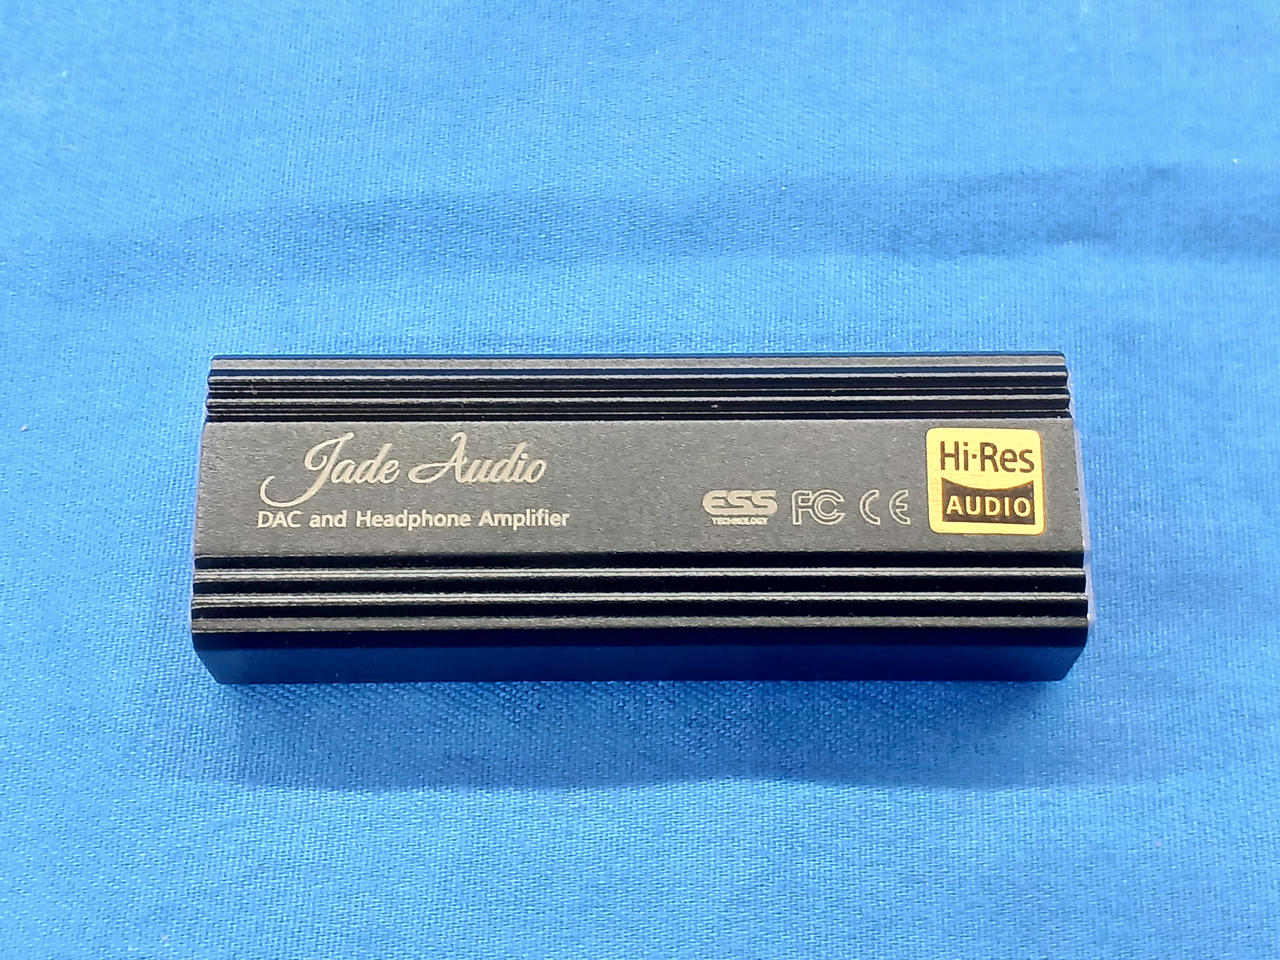 Jade Audio
DAC and Headphone Amplifier
ESS
TECHNOLOGY
FC
CE
Hi-Res
AUDIO